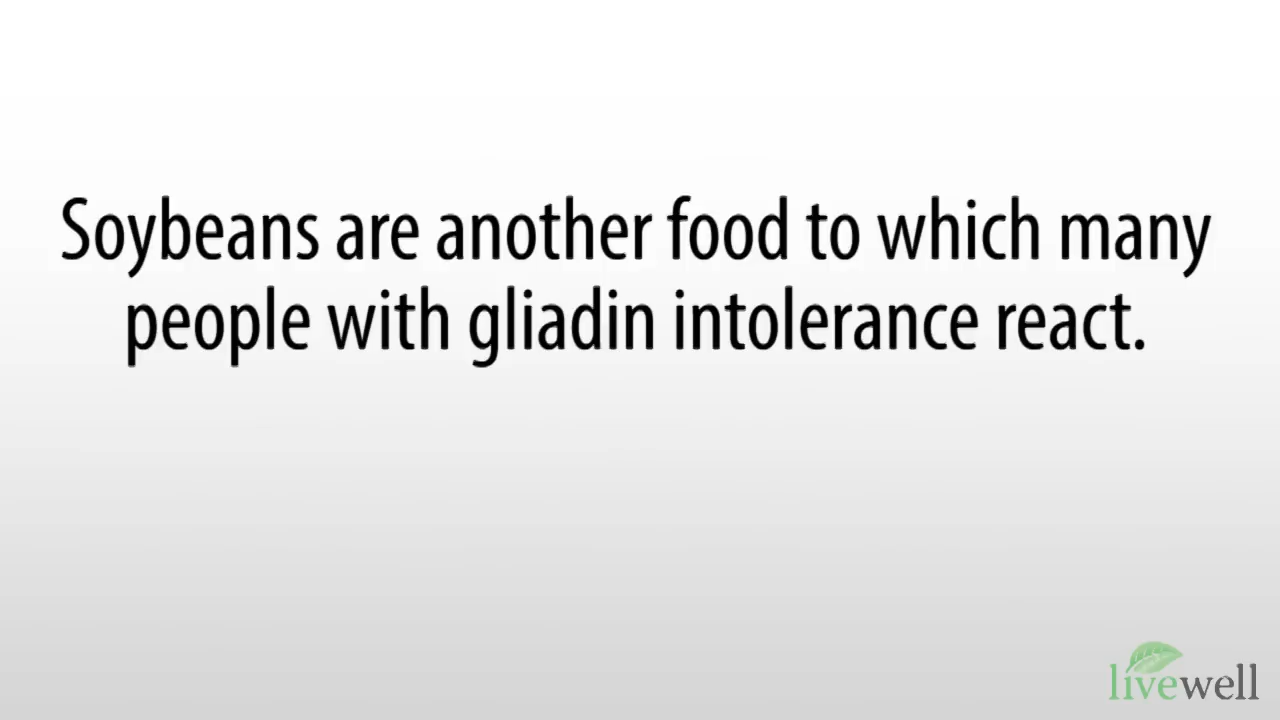 Soybeans are another food to which many
people with gliadin intolerance react.
livewell